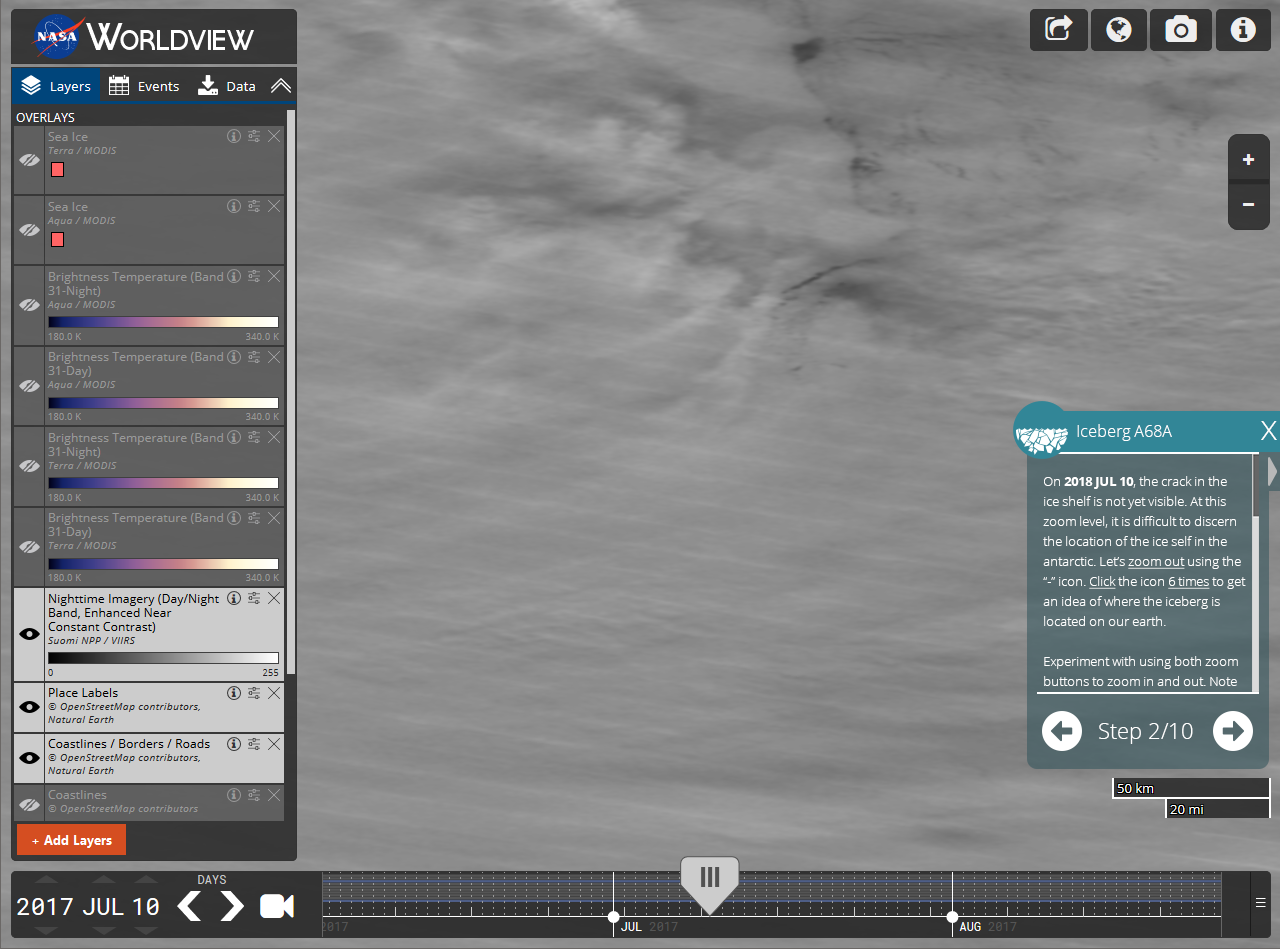 NASA WORLDVIEW
Layers Events Data
OVERLAYS
Sea Ice
Terra / MODIS
Sea Ice
Aqua / MODIS
Brightness Temperature (Band
31-Night)
Aqua / MODIS
180.0 K 340.0 K
Brightness Temperature (Band
31-Day)
Aqua / MODIS
180.0 K 340.0 K
Brightness Temperature (Band
31-Night)
Terra / MODIS
180.0 K 340.0 K
Brightness Temperature (Band
31-Day)
Terra / MODIS
180.0 K 340.0 K
Nighttime Imagery (Day/Night
Band, Enhanced Near
Constant Contrast)
Suomi NPP / VIIRS
0 255
Place Labels
© OpenStreetMap contributors,
Natural Earth
Coastlines / Borders / Roads
© OpenStreetMap contributors,
Natural Earth
Coastlines
© OpenStreetMap contributors
+ Add Layers
Iceberg A68A X
On 2018 JUL 10, the crack in the
ice shelf is not yet visible. At this
zoom level, it is difficult to discern
the location of the ice self in the
antarctic. Let's zoom out using the
“-” icon. Click the icon 6 times to get
an idea of where the iceberg is
located on our earth.
Experiment with using both zoom
buttons to zoom in and out. Note
Step 2/10
50 km
20 mi
DAYS
2017 JUL 10
2017
JUL 2017
AUG 2017